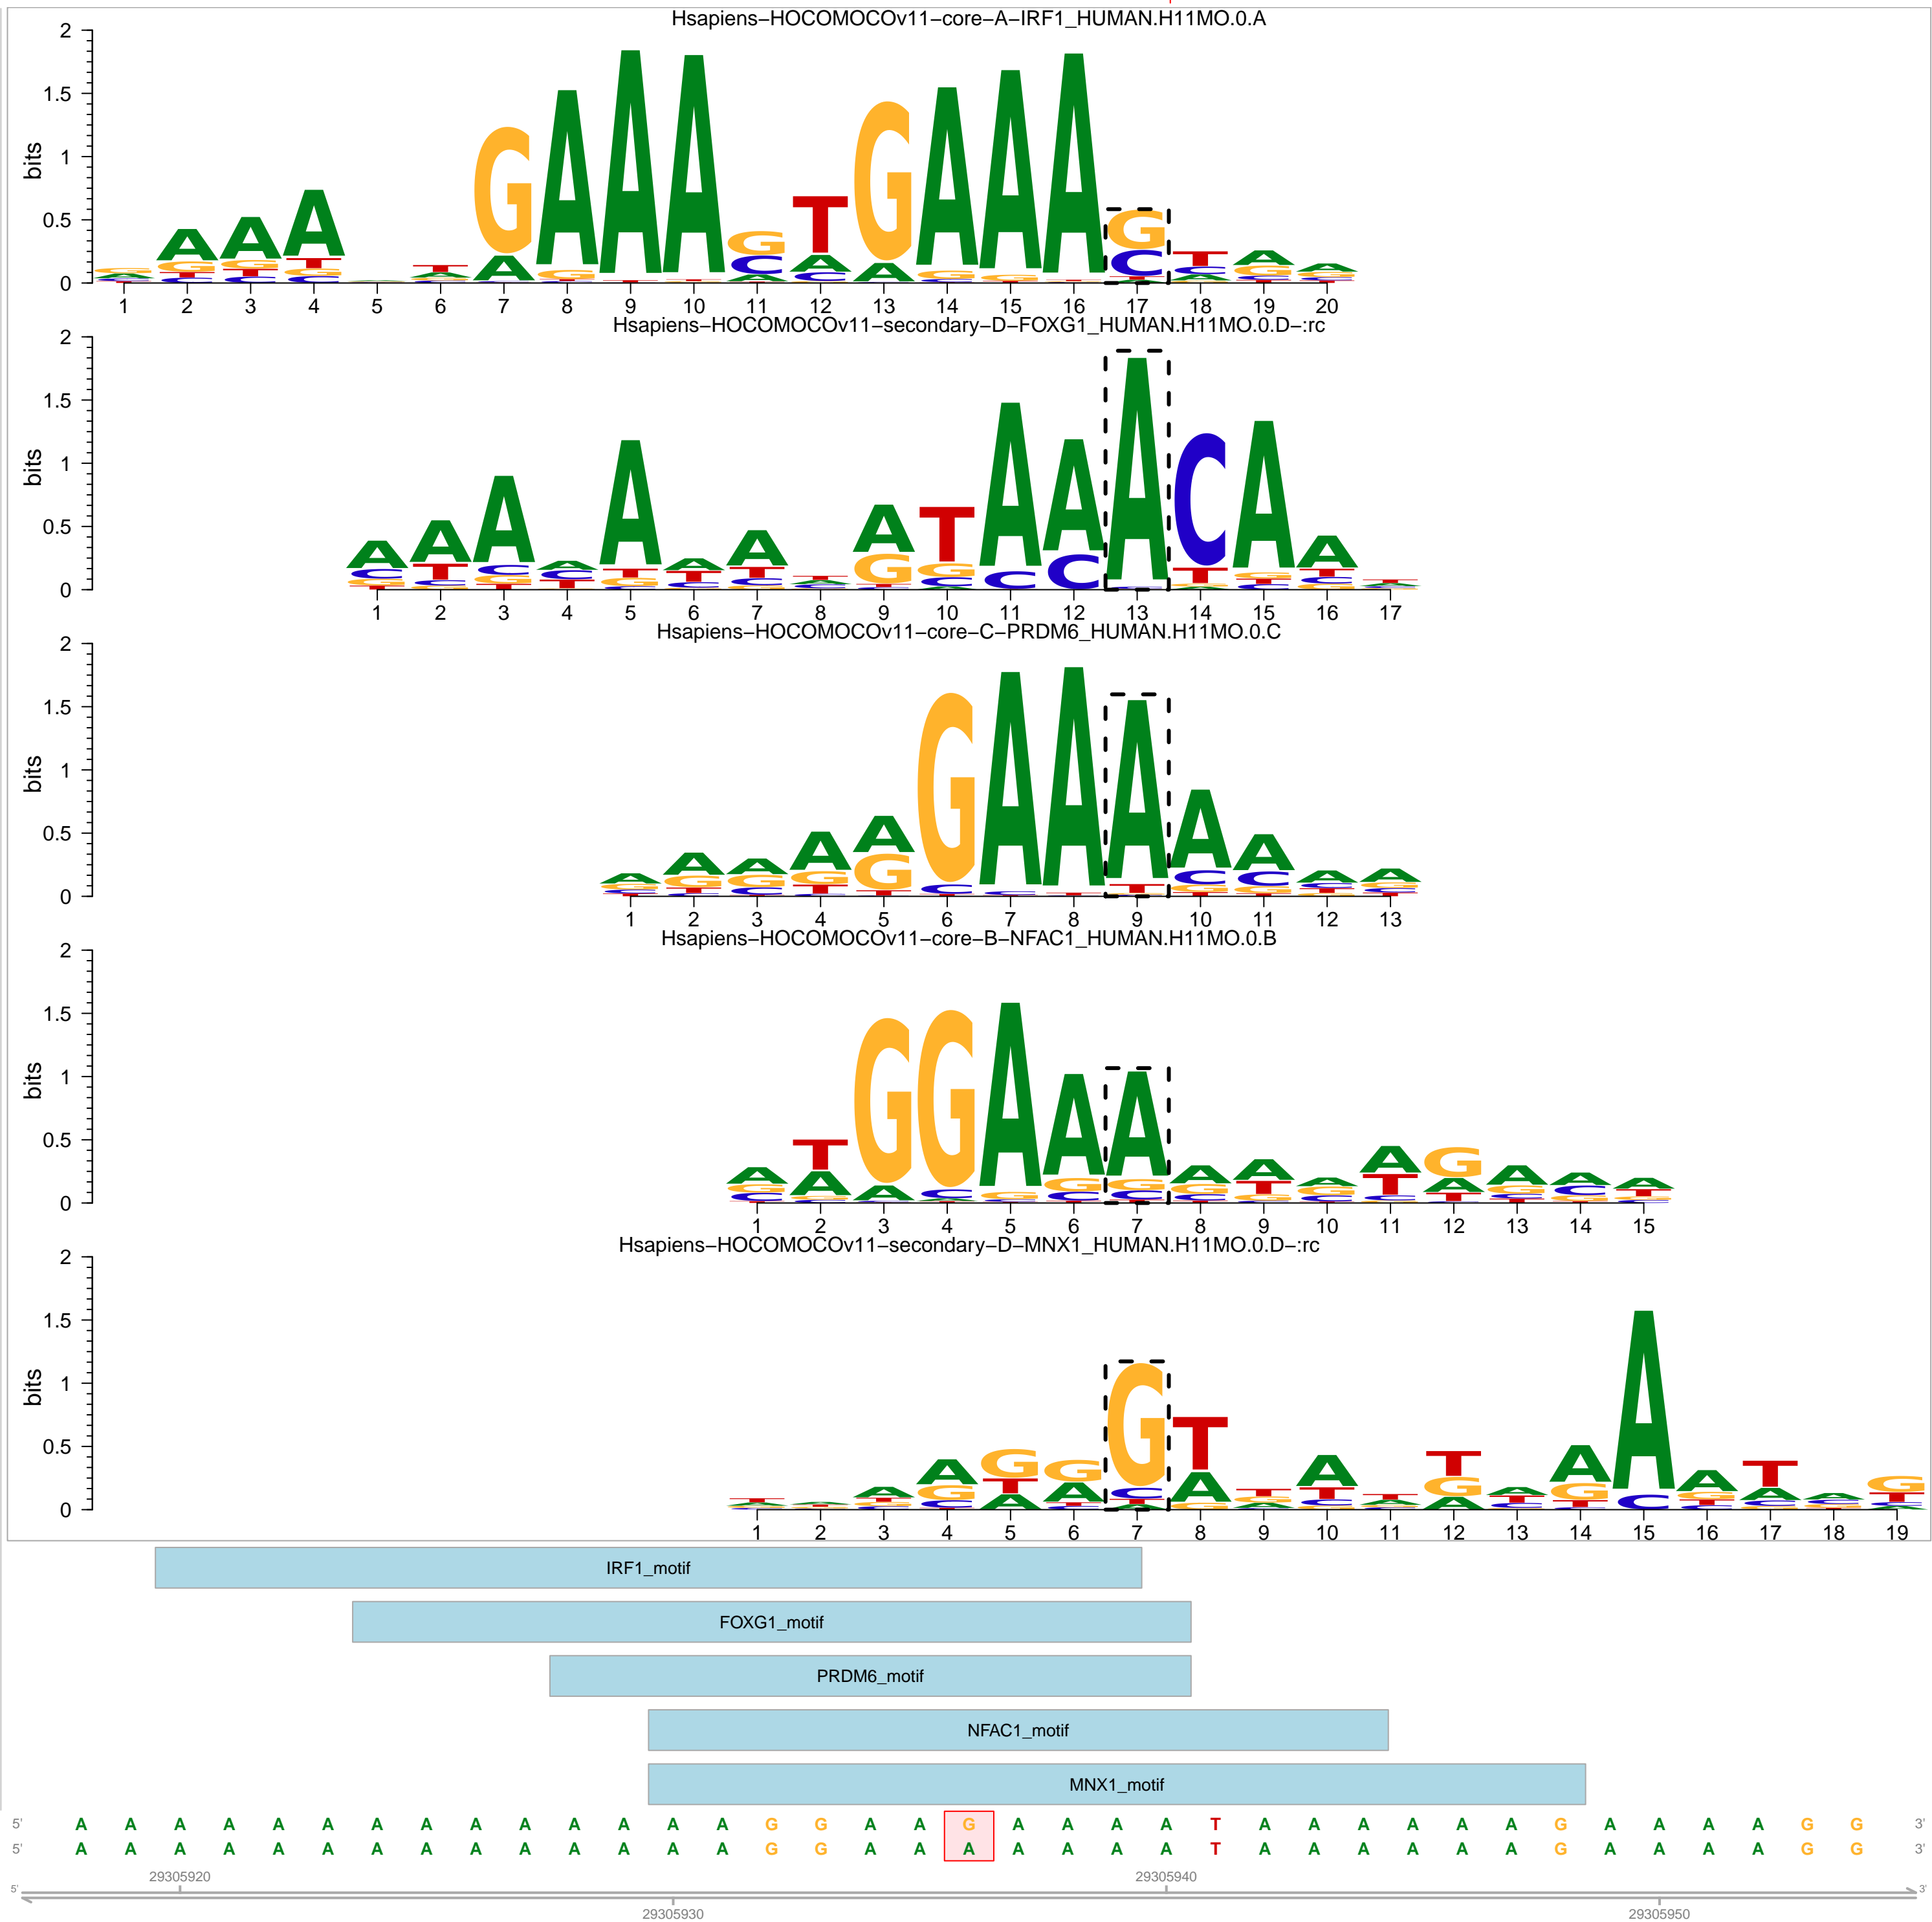 Hsapiens−HOCOMOCOv11−core−A−IRF1_HUMAN.H11MO.0.A
2
1.5
1
0.5
0
bits
1 2 3 4 5 6 7 8 9 10 11 12 13 14 15 16 17 18 19 20
Hsapiens−HOCOMOCOv11−secondary−D−FOXG1_HUMAN.H11MO.0.D−:rc
2
1.5
1
0.5
0
bits
1 2 3 4 5 6 7 8 9 10 11 12 13 14 15 16 17
Hsapiens−HOCOMOCOv11−core−C−PRDM6_HUMAN.H11MO.0.C
2
1.5
1
0.5
0
bits
1 2 3 4 5 6 7 8 9 10 11 12 13
Hsapiens−HOCOMOCOv11−core−B−NFAC1_HUMAN.H11MO.0.B
2
1.5
1
0.5
0
bits
1 2 3 4 5 6 7 8 9 10 11 12 13 14 15
Hsapiens−HOCOMOCOv11−secondary−D−MNX1_HUMAN.H11MO.0.D−:rc
2
1.5
1
0.5
0
bits
1 2 3 4 5 6 7 8 9 10 11 12 13 14 15 16 17 18 19
IRF1_motif
FOXG1_motif
PRDM6_motif
NFAC1_motif
MNX1_motif
5' A A A A A A A A A A A A A A G G A A G A A A A T A A A A A A G A A A A G G 3'
5' A A A A A A A A A A A A A A G G A A A A A A A T A A A A A A G A A A A G G 3'
29305920 29305940
5' 3'
29305930 29305950